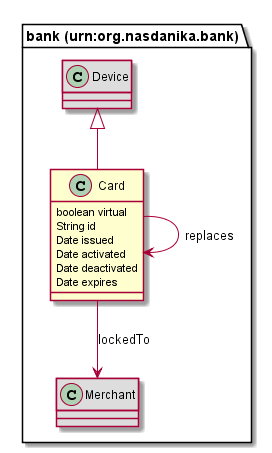 bank (urn:org.nasdanika.bank)
C Device
C Card
boolean virtual
String id
Date issued
Date activated
Date deactivated
Date expires
replaces
lockedTo
C Merchant